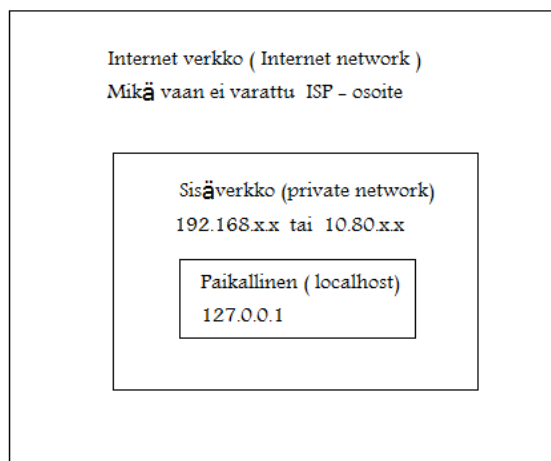 Internet verkko ( Internet network )
Mikä vaan ei varattu ISP - osoite
Sisäverkko (private network)
192.168.x.x tai 10.80.x.x
Paikallinen ( localhost)
127.0.0.1